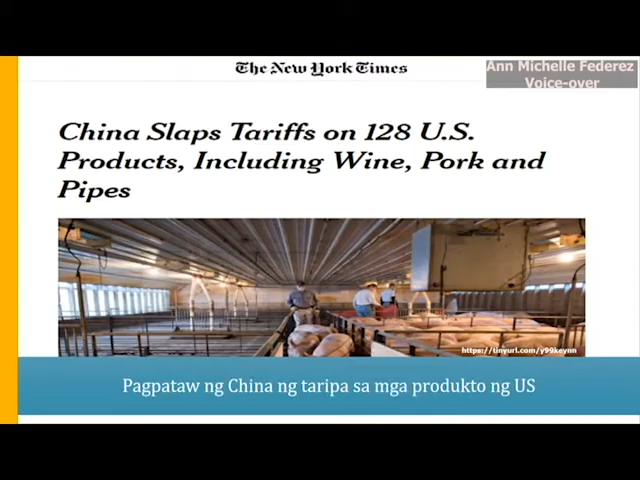 The New York Times
Ann Michelle Federez
Voice-over
China Slaps Tariffs on 128 U.S.
Products, Including Wine, Pork and
Pipes
https://tinyurl.com/y99keynn
Pagpataw ng China ng taripa sa mga produkto ng US